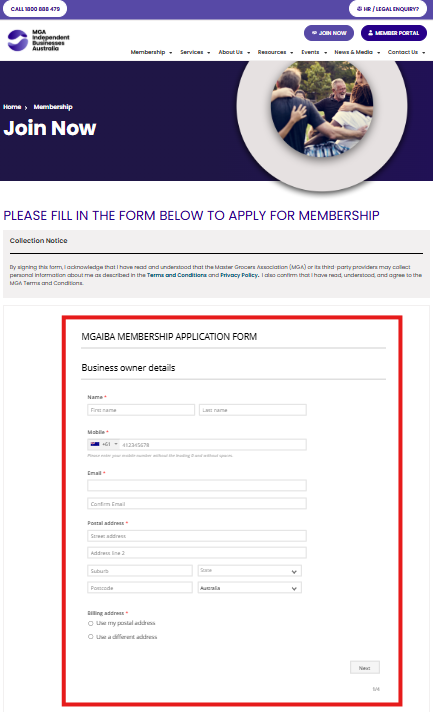 CALL 1800 888 479
HR / LEGAL ENQUIRY?
MGA
Independent
Businesses
Australia
JOIN NOW
MEMBER PORTAL
Membership
Services
About Us
Resources
Events
News & Media
Contact Us
Home > Membership
Join Now
PLEASE FILL IN THE FORM BELOW TO APPLY FOR MEMBERSHIP
Collection Notice
By signing this form, I acknowledge that I have read and understood that the Master Grocers Association (MGA) or its third-party providers may collect
personal information about me as described in the Terms and Conditions and Privacy Policy. I also confirm that I have read, understood, and agree to the
MGA Terms and Conditions.
MGAIBA MEMBERSHIP APPLICATION FORM
Business owner details
Name *
First name
Last name
Mobile *
+61 412345678
Please enter your mobile number without the leading 0 and without spaces.
Email *
Confirm Email
Postal address *
Street address
Address line 2
Suburb
State
Postcode
Australia
Billing address *
Use my postal address
Use a different address
Next